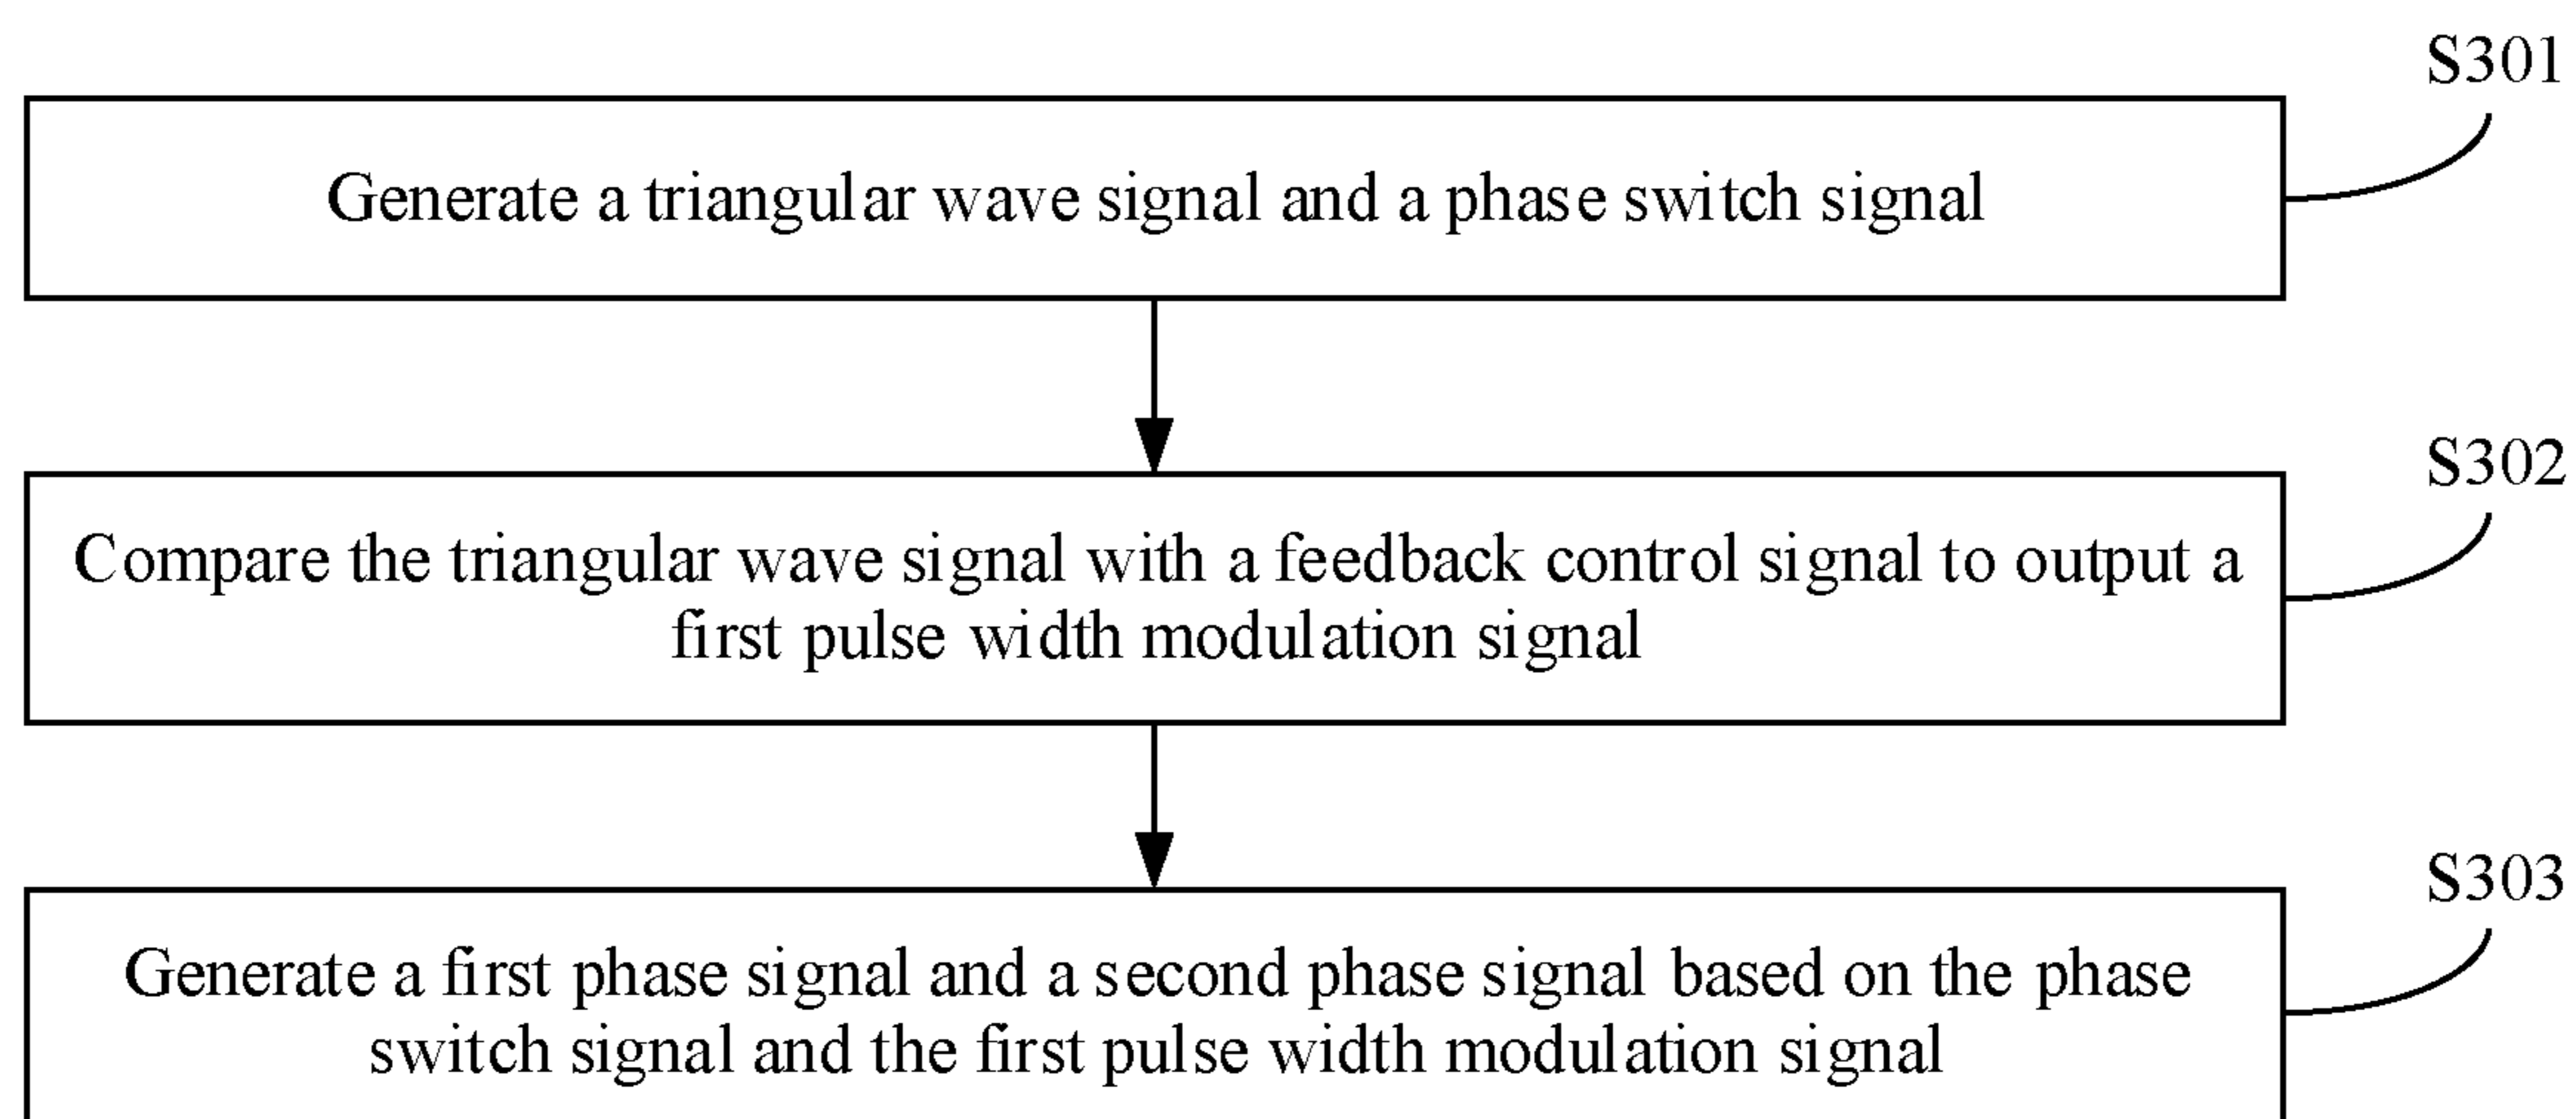 S301
Generate a triangular wave signal and a phase switch signal
S302
Compare the triangular wave signal with a feedback control signal to output a
first pulse width modulation signal
S303
Generate a first phase signal and a second phase signal based on the phase
switch signal and the first pulse width modulation signal